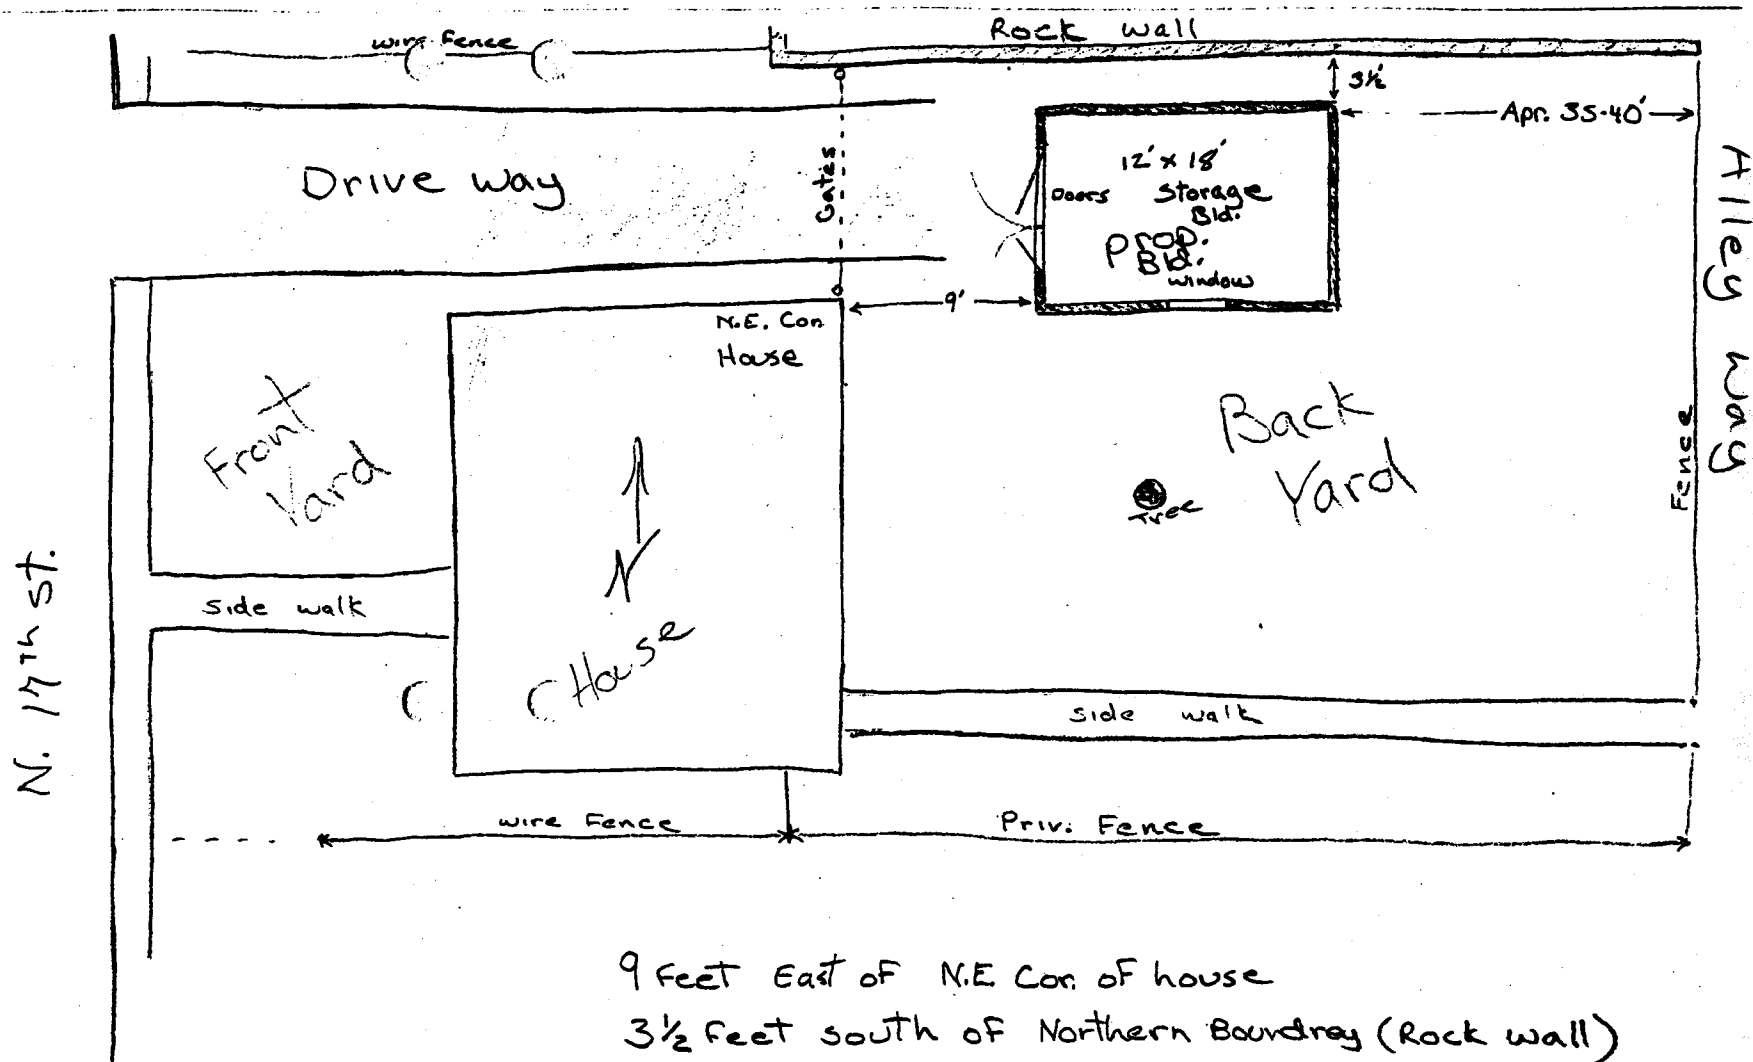 Rock wall
wire Fence
3½'
Apr. 35-40'
Drive way
Gates
12' x 18'
Doors
Storage
Bld.
Prop.
Bld.
window
Alley way
9'
N.E. Cor.
House
Front
Yard
Back
Yard
Fence
Tree
N
N. 17th St.
side walk
House
side walk
wire Fence
Priv. Fence
9 Feet East of N.E. Cor. of house
3½ Feet south of Northern Boundray (Rock wall)